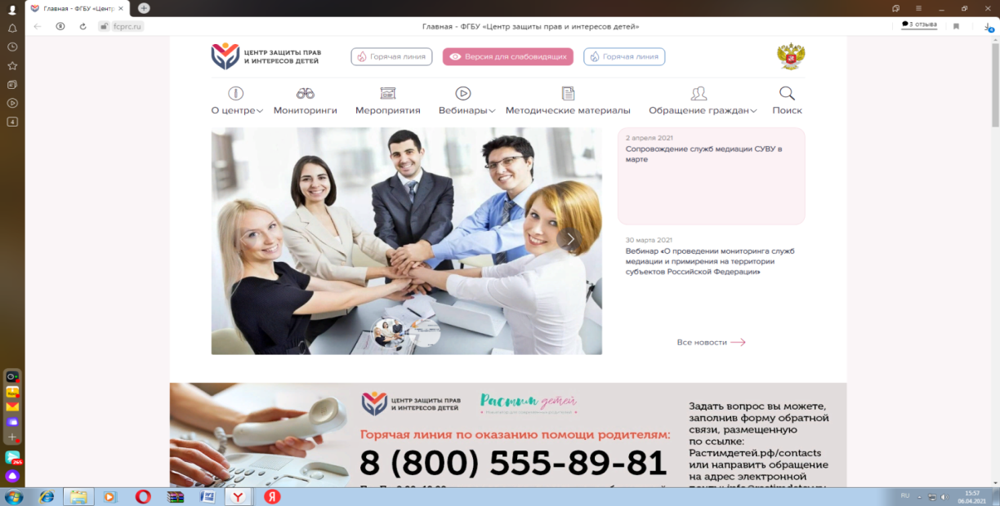 Главная - ФГБУ «Центр
fcprc.ru
Главная - ФГБУ «Центр защиты прав и интересов детей»
3 отзыва
ЦЕНТР ЗАЩИТЫ ПРАВ
И ИНТЕРЕСОВ ДЕТЕЙ
Горячая линия
Версия для слабовидящих
Горячая линия
О центре
Мониторинги
Мероприятия
Вебинары
Методические материалы
Обращение граждан
Поиск
4
2 апреля 2021
Сопровождение служб медиации СУВУ в
марте
30 марта 2021
Вебинар «О проведении мониторинга служб
медиации и примирения на территории
субъектов Российской Федерации»
Все новости
ЦЕНТР ЗАЩИТЫ ПРАВ
И ИНТЕРЕСОВ ДЕТЕЙ
Растим детей
Горячая линия по оказанию помощи родителям:
8 (800) 555-89-81
Задать вопрос вы можете,
заполнив форму обратной
связи, размещенную
по ссылке:
Растимдетей.рф/contacts
или направить обращение
на адрес электронной
265
RU
15:57
06.04.2021